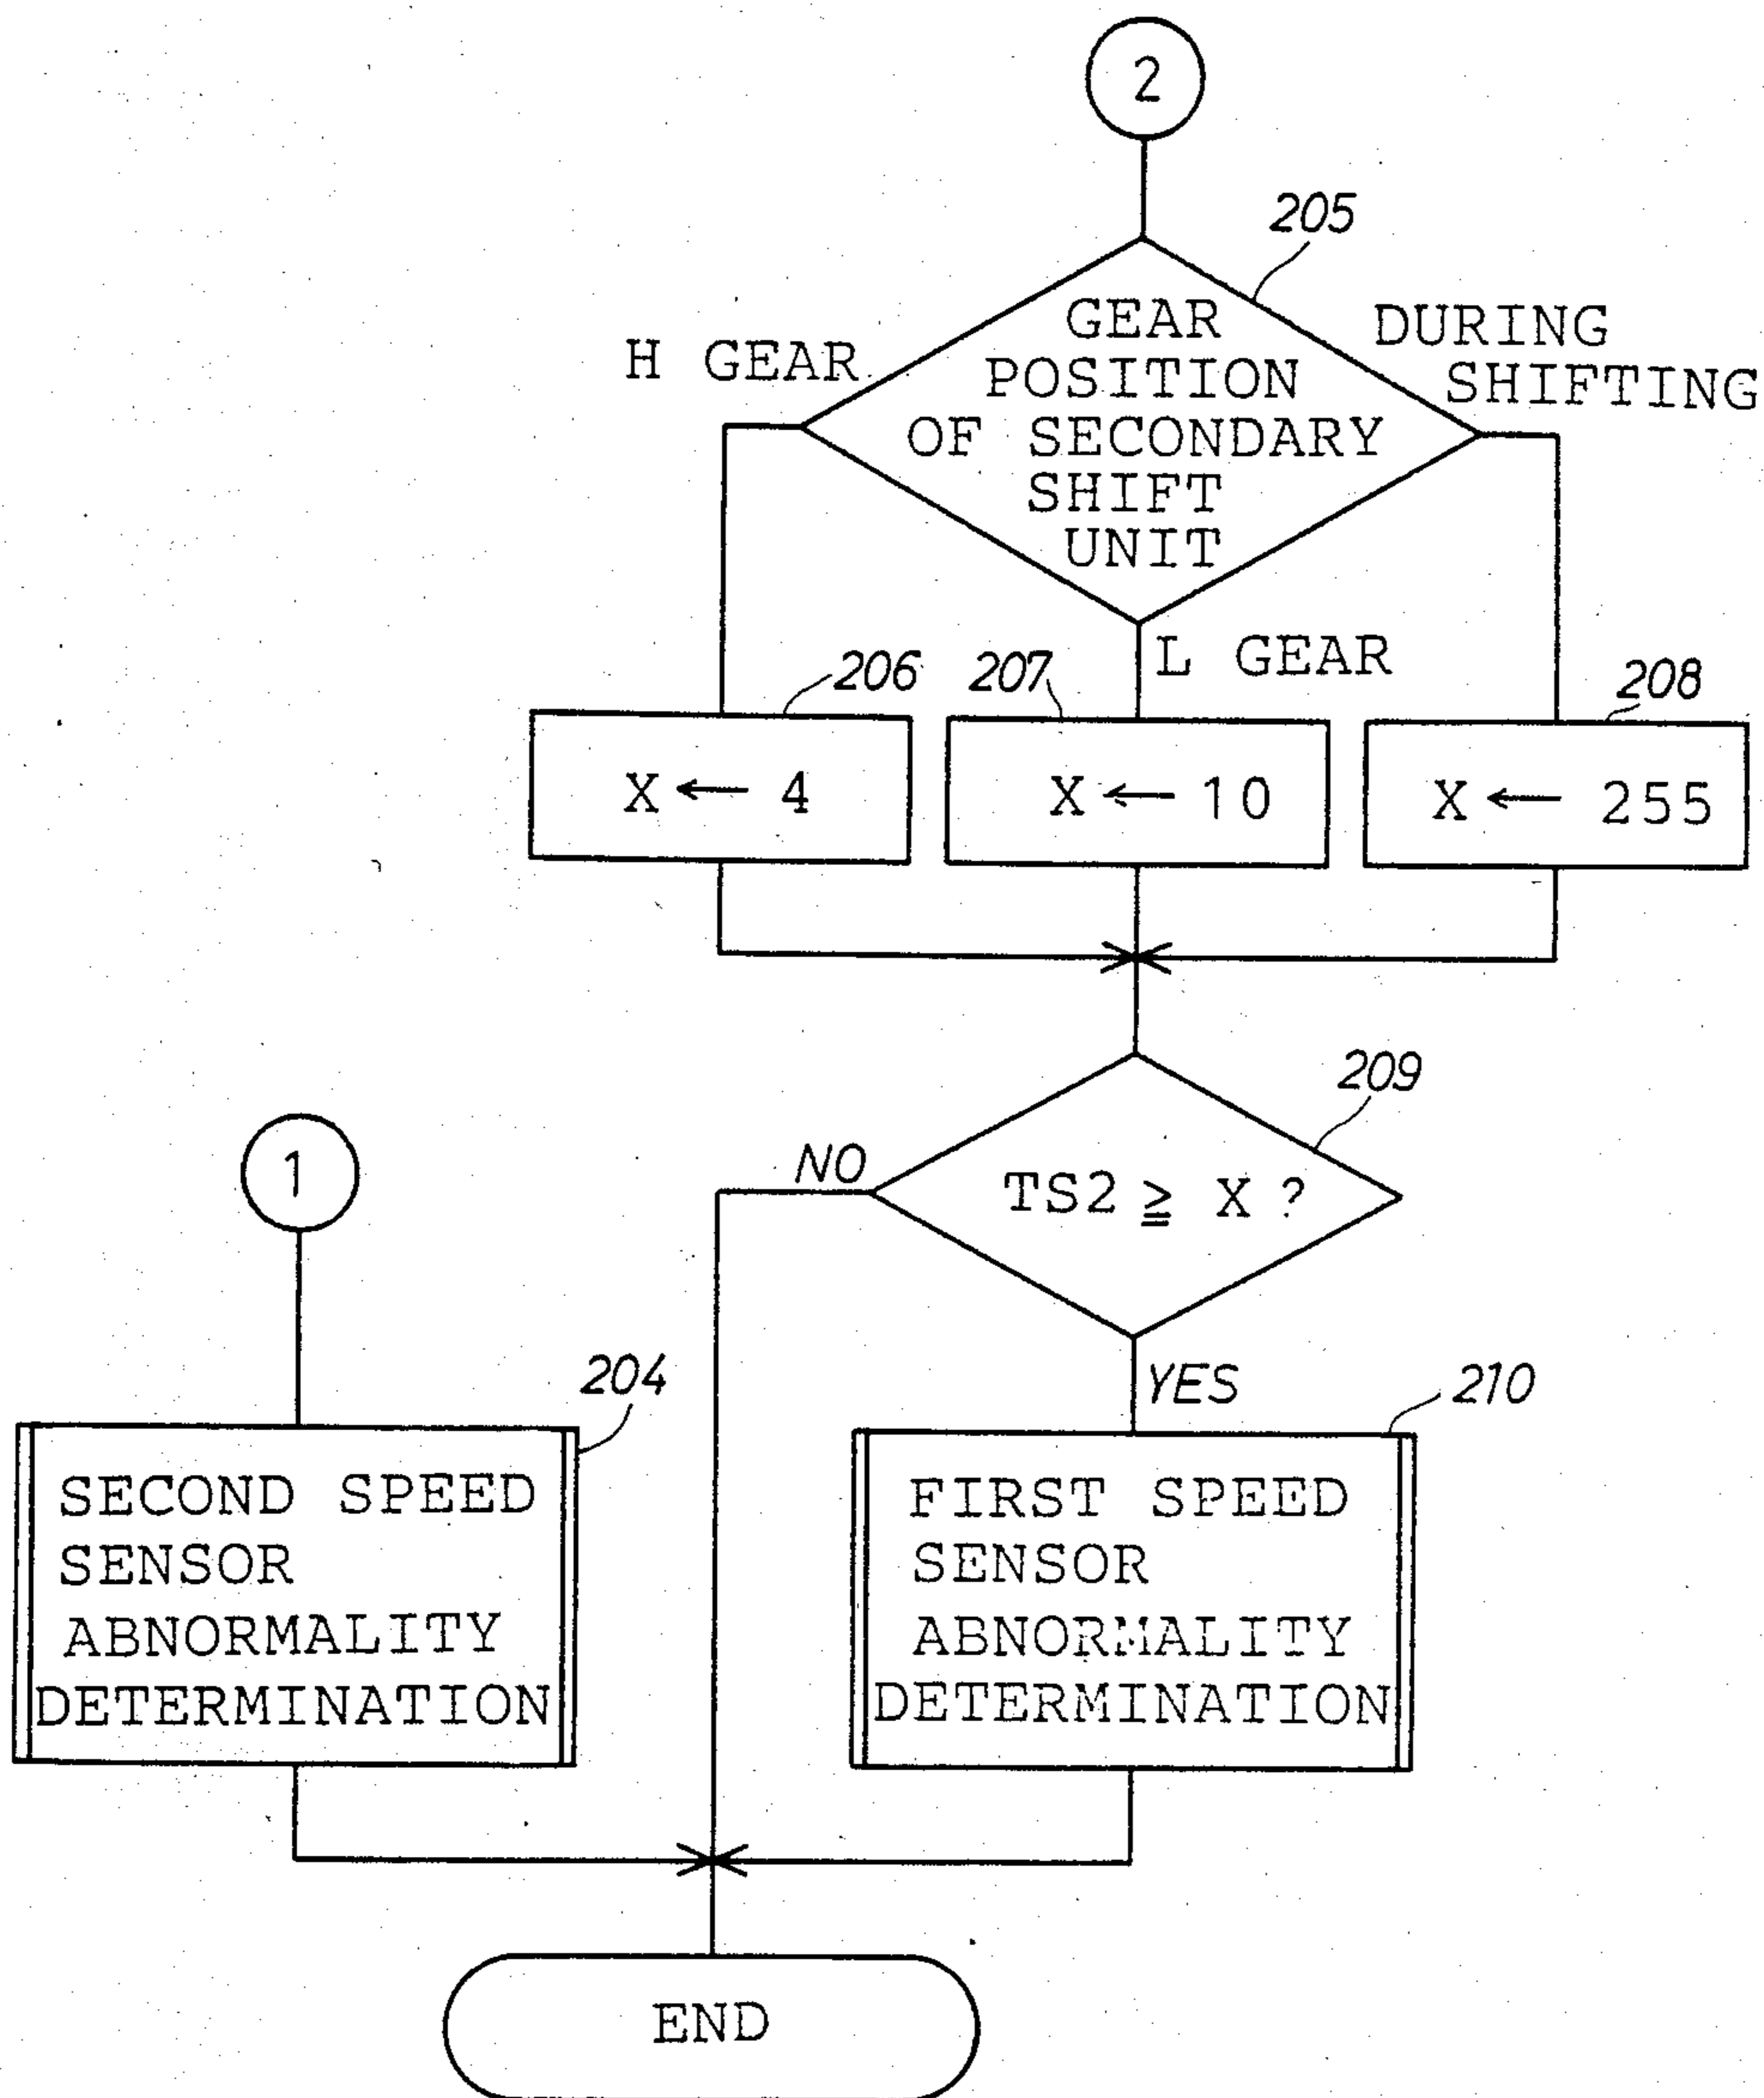 2
205
GEAR
POSITION
OF SECONDARY
SHIFT
UNIT
H GEAR
DURING
SHIFTING
L GEAR
206
207
208
X ← 4
X ← 10
X ← 255
209
TS2 ≧ X ?
NO
YES
1
204
SECOND SPEED
SENSOR
ABNORMALITY
DETERMINATION
210
FIRST SPEED
SENSOR
ABNORMALITY
DETERMINATION
END